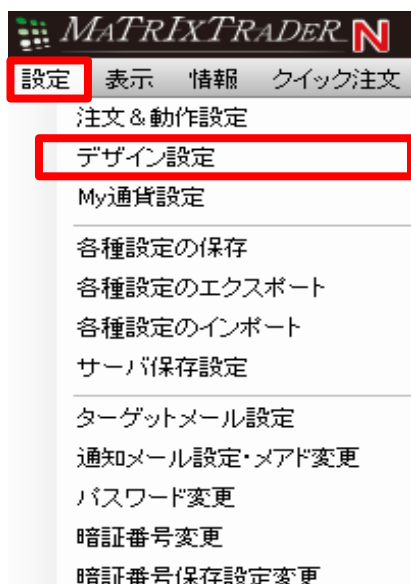 MATRIXTRADER N
設定 表示 情報 クイック注文
注文＆動作設定
デザイン設定
My通貨設定
各種設定の保存
各種設定のエクスポート
各種設定のインポート
サーバ保存設定
ターゲットメール設定
通知メール設定・メアド変更
パスワード変更
暗証番号変更
暗証番号保存設定変更